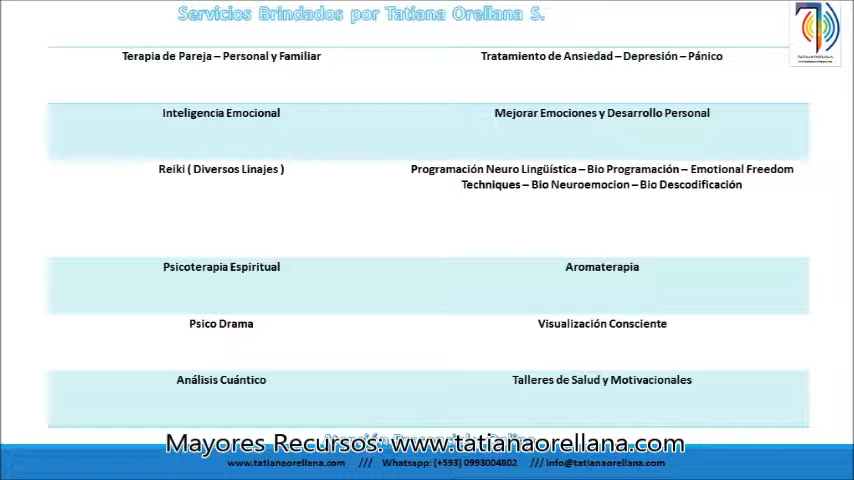 Servicios Brindados por Tatiana Orellana S.
Terapia de Pareja – Personal y Familiar
Tratamiento de Ansiedad – Depresión – Pánico
Inteligencia Emocional
Mejorar Emociones y Desarrollo Personal
Reiki ( Diversos Linajes )
Programación Neuro Lingüística – Bio Programación – Emotional Freedom
Techniques – Bio Neuroemocion – Bio Descodificación
Psicoterapia Espiritual
Aromaterapia
Psico Drama
Visualización Consciente
Análisis Cuántico
Talleres de Salud y Motivacionales
Mayores Recursos: www.tatianaorellana.com
www.tatianaorellana.com /// Whatsapp: (+593) 0993004802 /// info@tatianaorellana.com